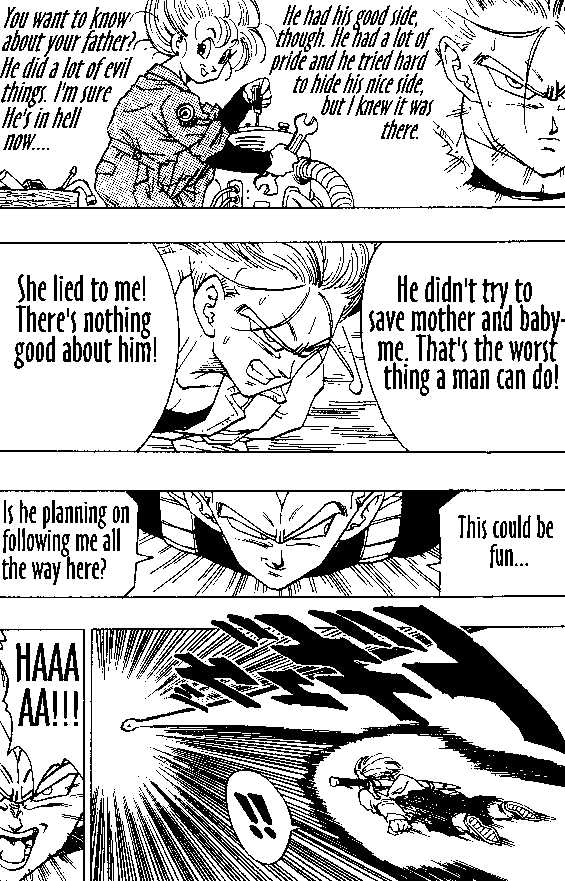 You want to know
about your father?
He did a lot of evil
things. I'm sure
He's in hell
now....
He had his good side,
though. He had a lot of
pride and he tried hard
to hide his nice side,
but I knew it was
there.
She lied to me!
There's nothing
good about him!
He didn't try to
save mother and baby-
me. That's the worst
thing a man can do!
Is he planning on
following me all
the way here?
This could be
fun...
HAAA
AA!!!
!!